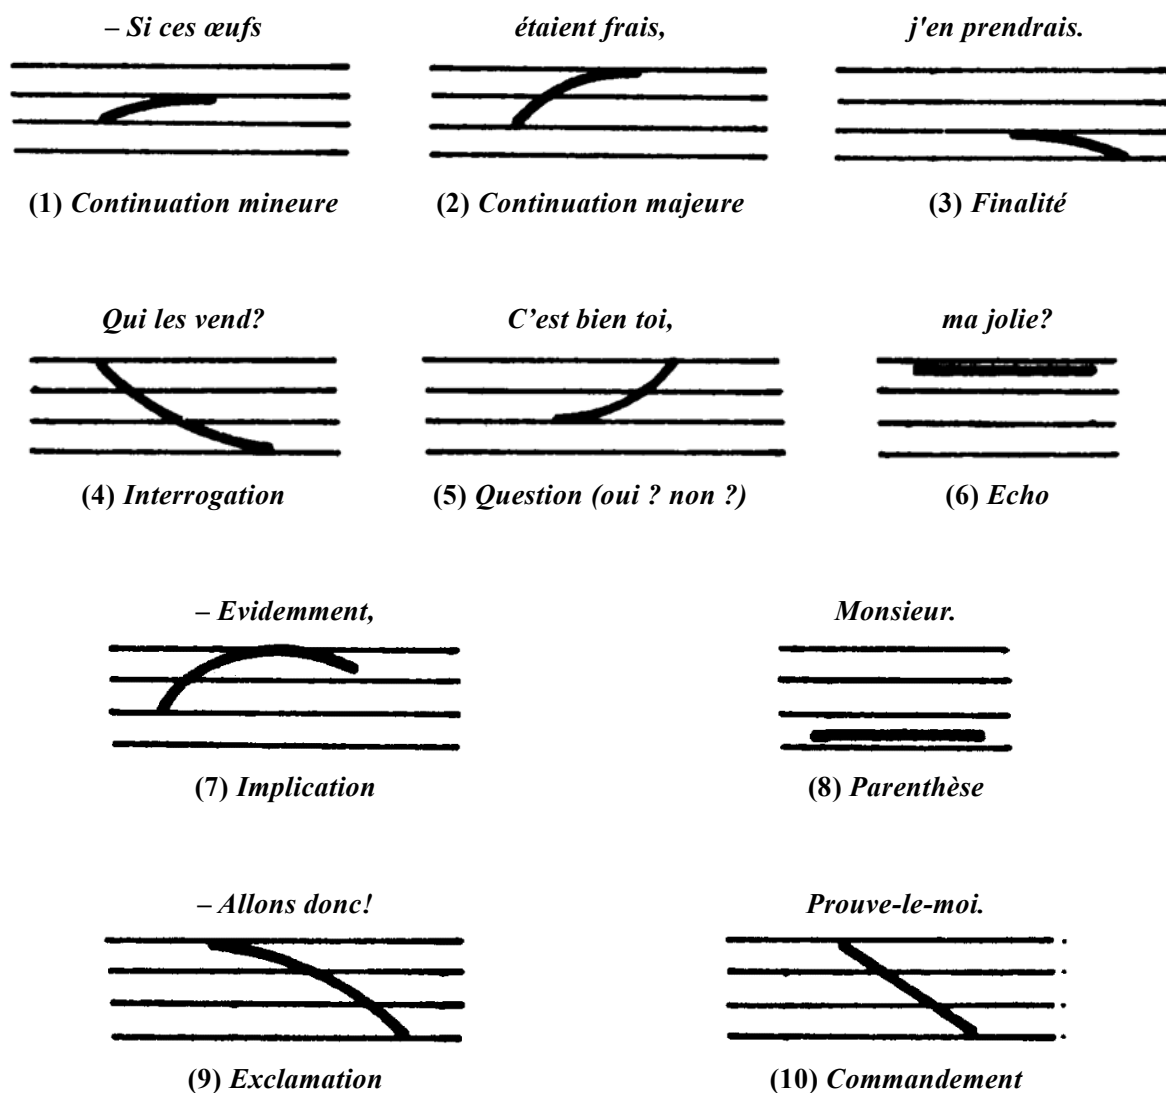 – Si ces œufs étaient frais, j'en prendrais.
(1) Continuation mineure (2) Continuation majeure (3) Finalité
Qui les vend? C’est bien toi, ma jolie?
(4) Interrogation (5) Question (oui ? non ?) (6) Echo
– Evidemment, Monsieur.
(7) Implication (8) Parenthèse
– Allons donc! Prouve-le-moi.
(9) Exclamation (10) Commandement